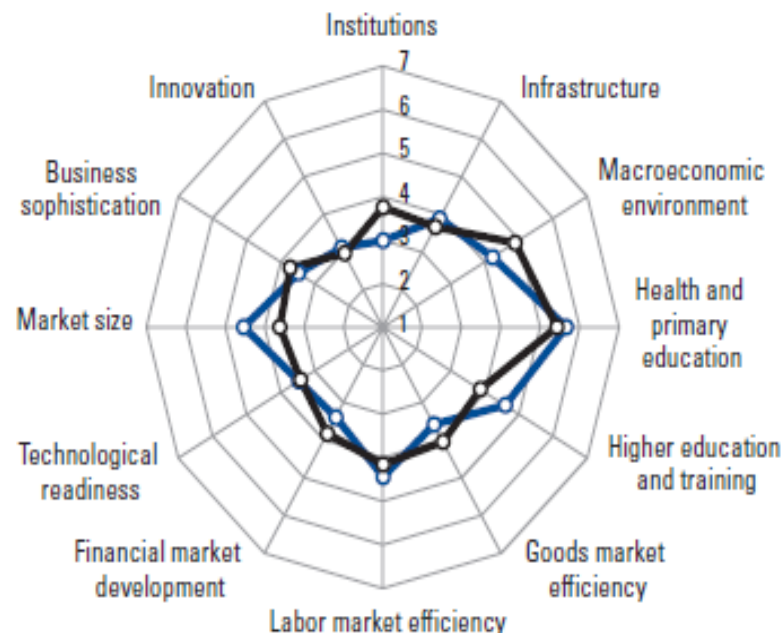 Institutions
7
Innovation
Infrastructure
6
Business
sophistication
5
Macroeconomic
environment
4
3
2
Market size
1
Health and
primary
education
Technological
readiness
Higher education
and training
Financial market
development
Goods market
efficiency
Labor market efficiency